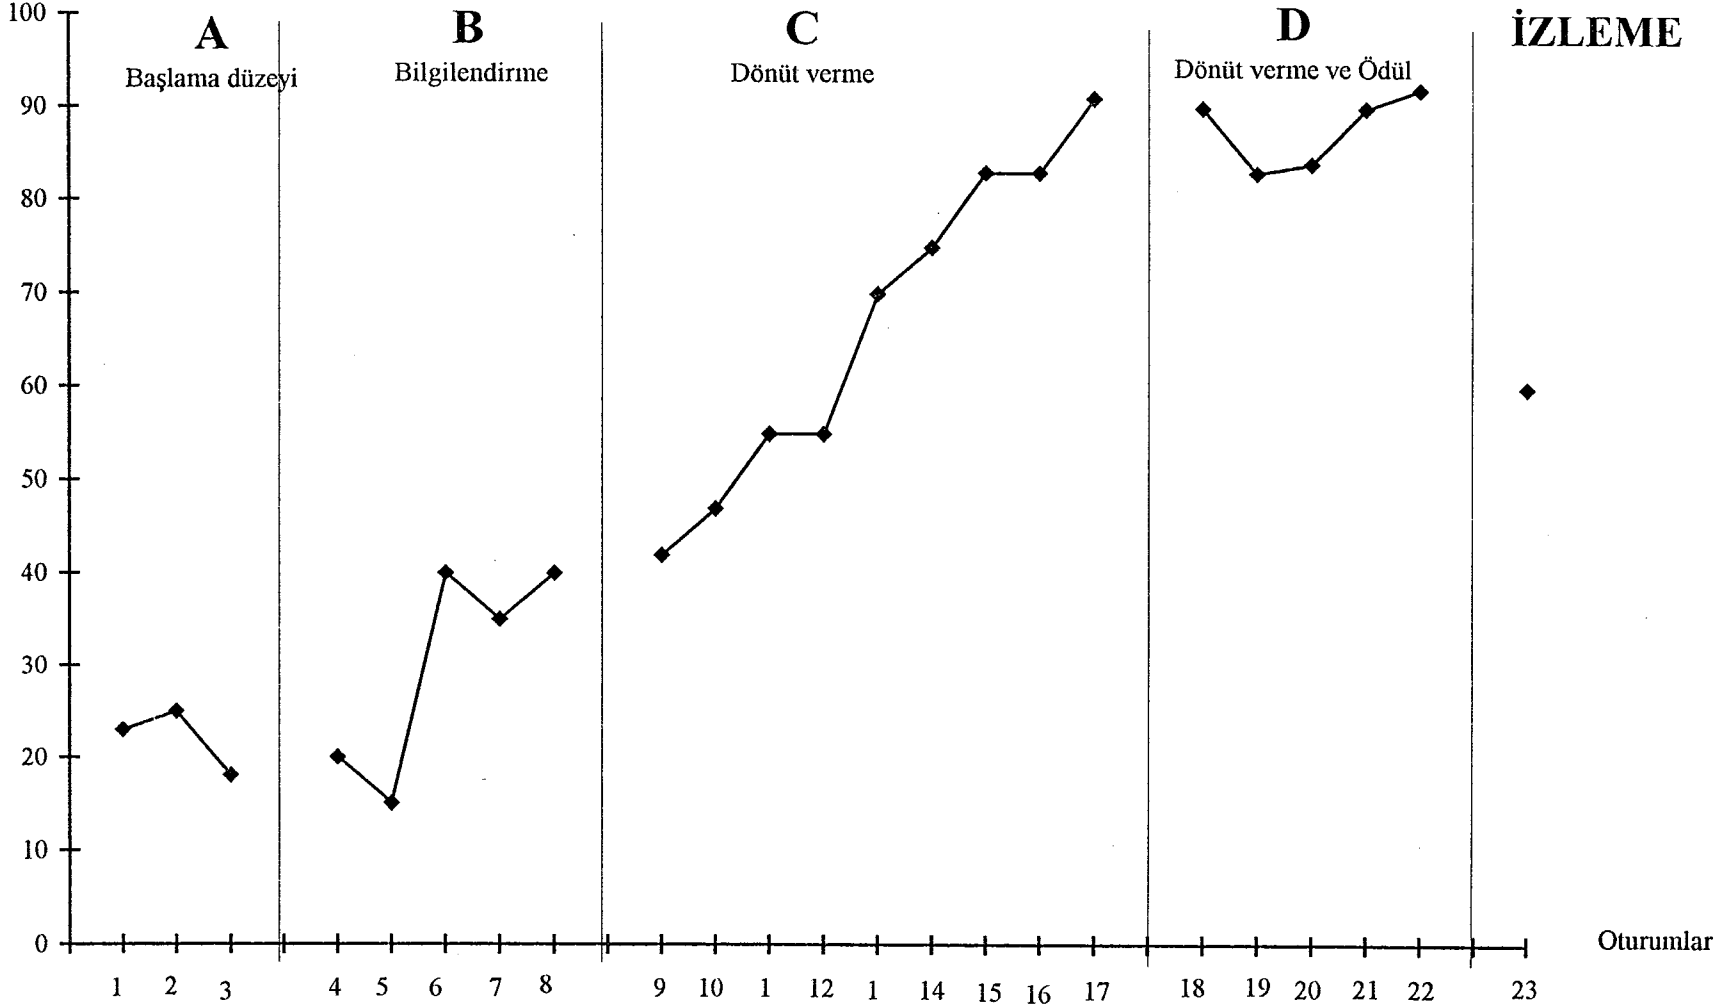 A
B
C
D
İZLEME
Başlama düzeyi
Bilgilendirme
Dönüt verme
Dönüt verme ve Ödül
100
90
80
70
60
50
40
30
20
10
0
1 2 3 4 5 6 7 8 9 10 1 12 1 14 15 16 17 18 19 20 21 22 23
Oturumlar